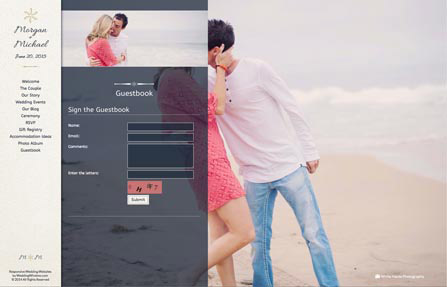 Morgan
Michael
June 20, 2015
Welcome
The Couple
Our Story
Wedding Events
Our Blog
Ceremony
RSVP
Gift Registry
Accommodation Ideas
Photo Album
Guestbook
M M
Responsive Wedding Websites
by WeddingWindow.com
© 2014 All Rights Reserved
Guestbook
Sign the Guestbook
Name:
Email:
Comments:
Enter the letters:
Submit
Photography